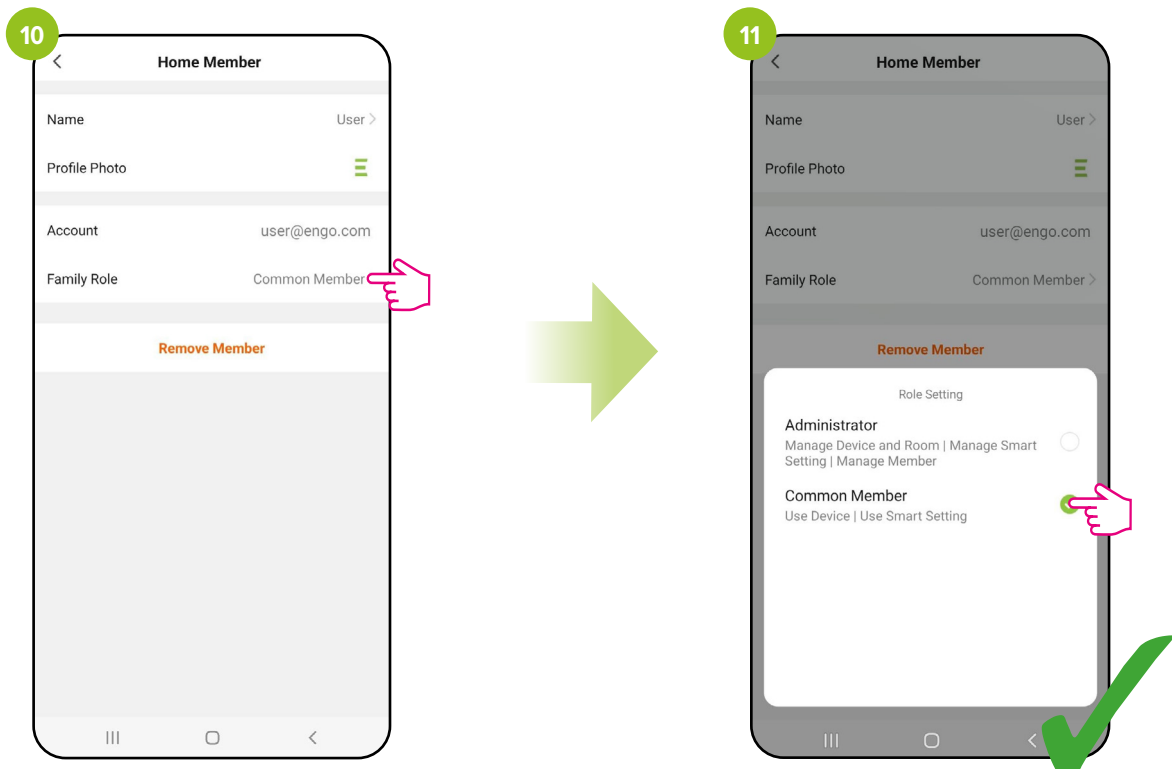 10
Home Member
Name User >
Profile Photo
Account user@engo.com
Family Role Common Member
Remove Member
11
Home Member
Name User >
Profile Photo
Account user@engo.com
Family Role Common Member >
Remove Member
Role Setting
Administrator
Manage Device and Room | Manage Smart
Setting | Manage Member
Common Member
Use Device | Use Smart Setting